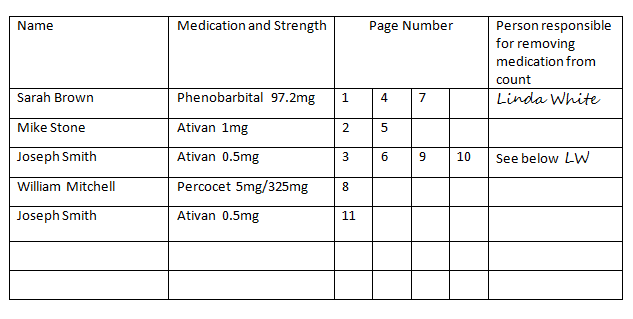 Name Medication and Strength Page Number Person responsible
for removing
medication from
count
Sarah Brown Phenobarbital 97.2mg 1 4 7 Linda White
Mike Stone Ativan 1mg 2 5
Joseph Smith Ativan 0.5mg 3 6 9 10 See below LW
William Mitchell Percocet 5mg/325mg 8
Joseph Smith Ativan 0.5mg 11